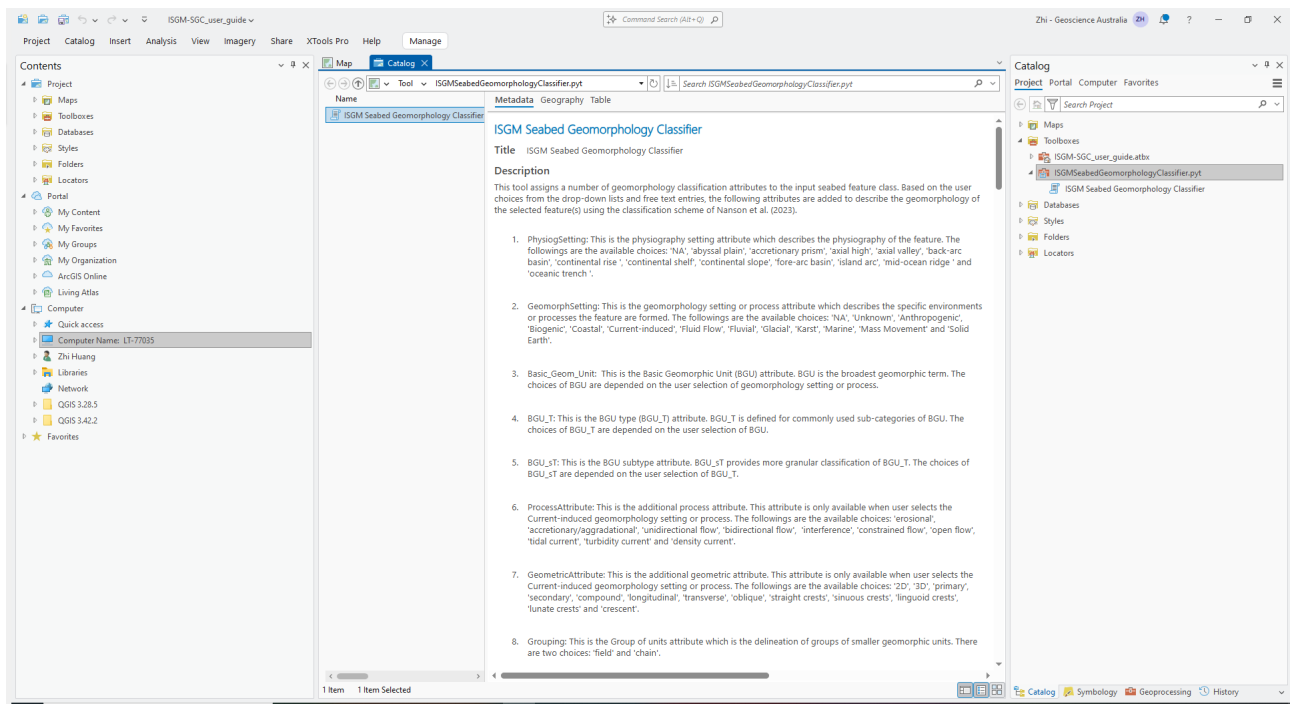 ISGM-SGC_user_guide
Command Search (Alt+Q)
Zhi - Geoscience Australia ZH ?
Project Catalog Insert Analysis View Imagery Share XTools Pro Help Manage
Contents
Project
Maps
Toolboxes
Databases
Styles
Folders
Locators
Portal
My Content
My Favorites
My Groups
My Organization
ArcGIS Online
Living Atlas
Computer
Quick access
Computer Name: LT-77035
Zhi Huang
Libraries
Network
QGIS 3.28.5
QGIS 3.42.2
Favorites
Map Catalog
Tool ISGMSeabedGeomorphologyClassifier.pyt Search ISGMSeabedGeomorphologyClassifier.pyt
Name
ISGM Seabed Geomorphology Classifier
Metadata Geography Table
ISGM Seabed Geomorphology Classifier
Title ISGM Seabed Geomorphology Classifier
Description
This tool assigns a number of geomorphology classification attributes to the input seabed feature class. Based on the user
choices from the drop-down lists and free text entries, the following attributes are added to describe the geomorphology of
the selected feature(s) using the classification scheme of Nanson et al. (2023).
1. PhysiogSetting: This is the physiography setting attribute which describes the physiography of the feature. The
followings are the available choices: 'NA', 'abyssal plain', 'accretionary prism', 'axial high', 'axial valley', 'back-arc
basin', 'continental rise ', 'continental shelf', 'continental slope', 'fore-arc basin', 'island arc', 'mid-ocean ridge ' and
'oceanic trench '.
2. GeomorphSetting: This is the geomorphology setting or process attribute which describes the specific environments
or processes the feature are formed. The followings are the available choices: 'NA', 'Unknown', 'Anthropogenic',
'Biogenic', 'Coastal', 'Current-induced', 'Fluid Flow', 'Fluvial', 'Glacial', 'Karst', 'Marine', 'Mass Movement' and 'Solid
Earth'.
3. Basic_Geom_Unit: This is the Basic Geomorphic Unit (BGU) attribute. BGU is the broadest geomorphic term. The
choices of BGU are depended on the user selection of geomorphology setting or process.
4. BGU_T: This is the BGU type (BGU_T) attribute. BGU_T is defined for commonly used sub-categories of BGU. The
choices of BGU_T are depended on the user selection of BGU.
5. BGU_sT: This is the BGU subtype attribute. BGU_sT provides more granular classification of BGU_T. The choices of
BGU_sT are depended on the user selection of BGU_T.
6. ProcessAttribute: This is the additional process attribute. This attribute is only available when user selects the
Current-induced geomorphology setting or process. The followings are the available choices: 'erosional',
'accretionary/aggradational', 'unidirectional flow', 'bidirectional flow', 'interference', 'constrained flow', 'open flow',
'tidal current', 'turbidity current' and 'density current'.
7. GeometricAttribute: This is the additional geometric attribute. This attribute is only available when user selects the
Current-induced geomorphology setting or process. The followings are the available choices: '2D', '3D', 'primary',
'secondary', 'compound', 'longitudinal', 'transverse', 'oblique', 'straight crests', 'sinuous crests', 'linguoid crests',
'lunate crests' and 'crescent'.
8. Grouping: This is the Group of units attribute which is the delineation of groups of smaller geomorphic units. There
are two choices: 'field' and 'chain'.
1 Item 1 Item Selected
Catalog
Project Portal Computer Favorites
Search Project
Maps
Toolboxes
ISGM-SGC_user_guide.atbx
ISGMSeabedGeomorphologyClassifier.pyt
ISGM Seabed Geomorphology Classifier
Databases
Styles
Folders
Locators
Catalog Symbology Geoprocessing History